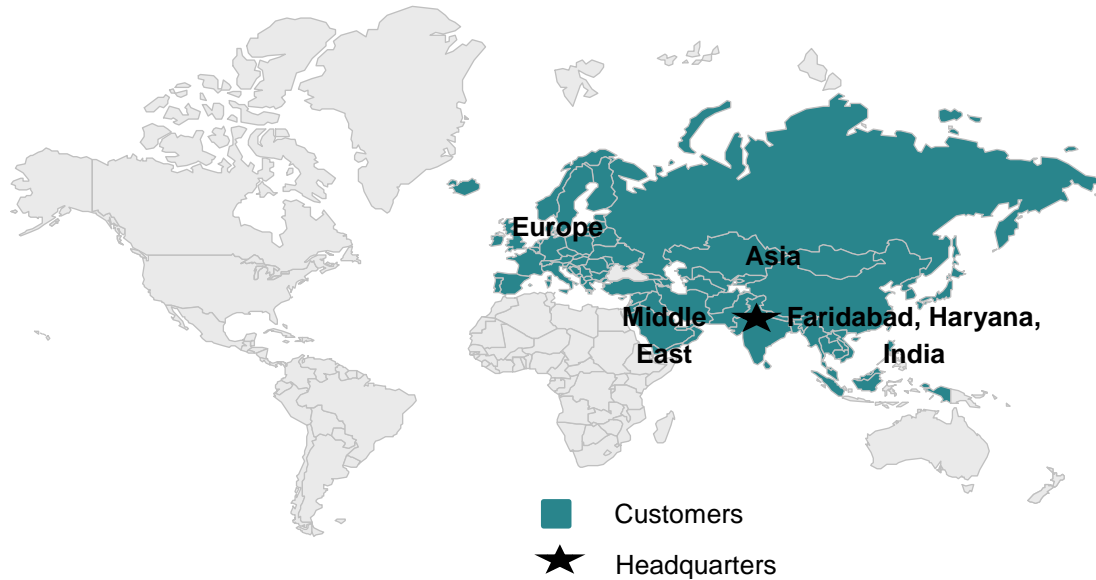 Europe
Asia
Middle
East
Faridabad, Haryana,
India
Customers
Headquarters